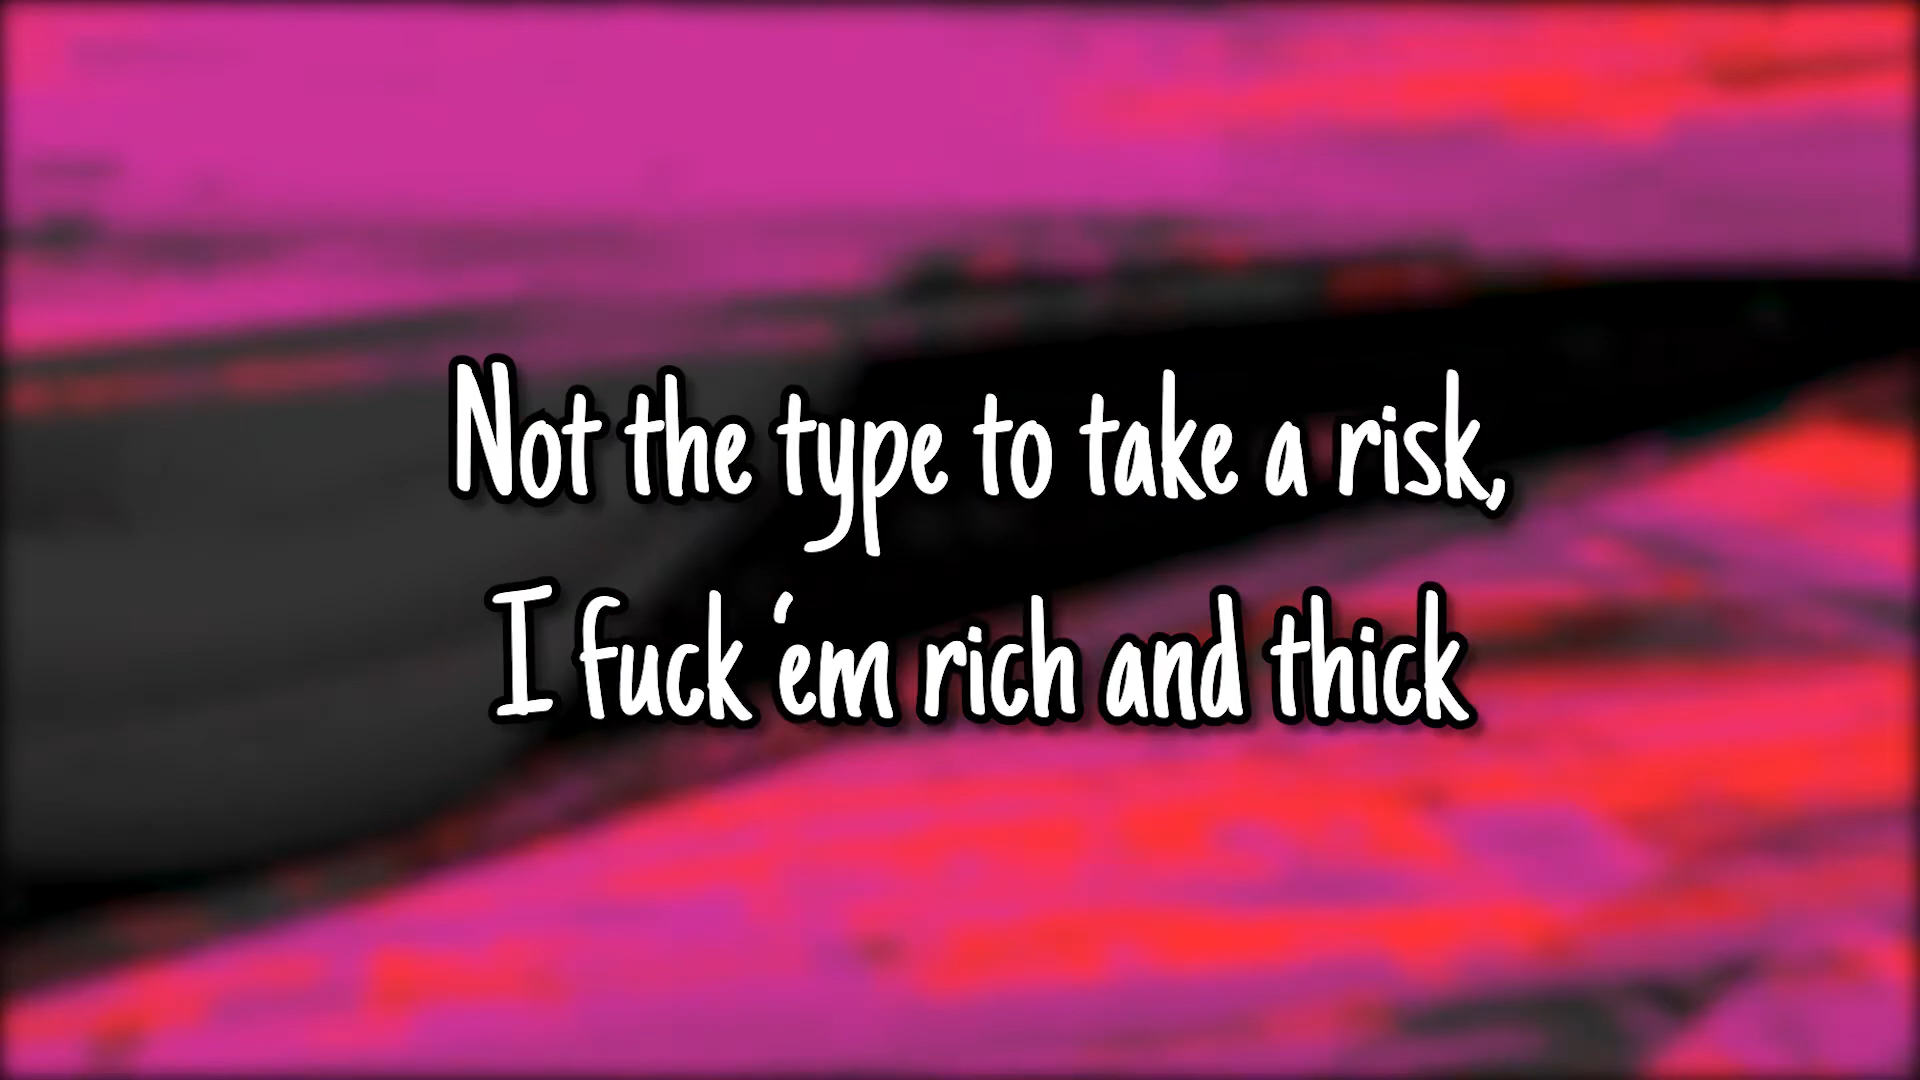 Not the type to take a risk,
I fuck ‘em rich and thick